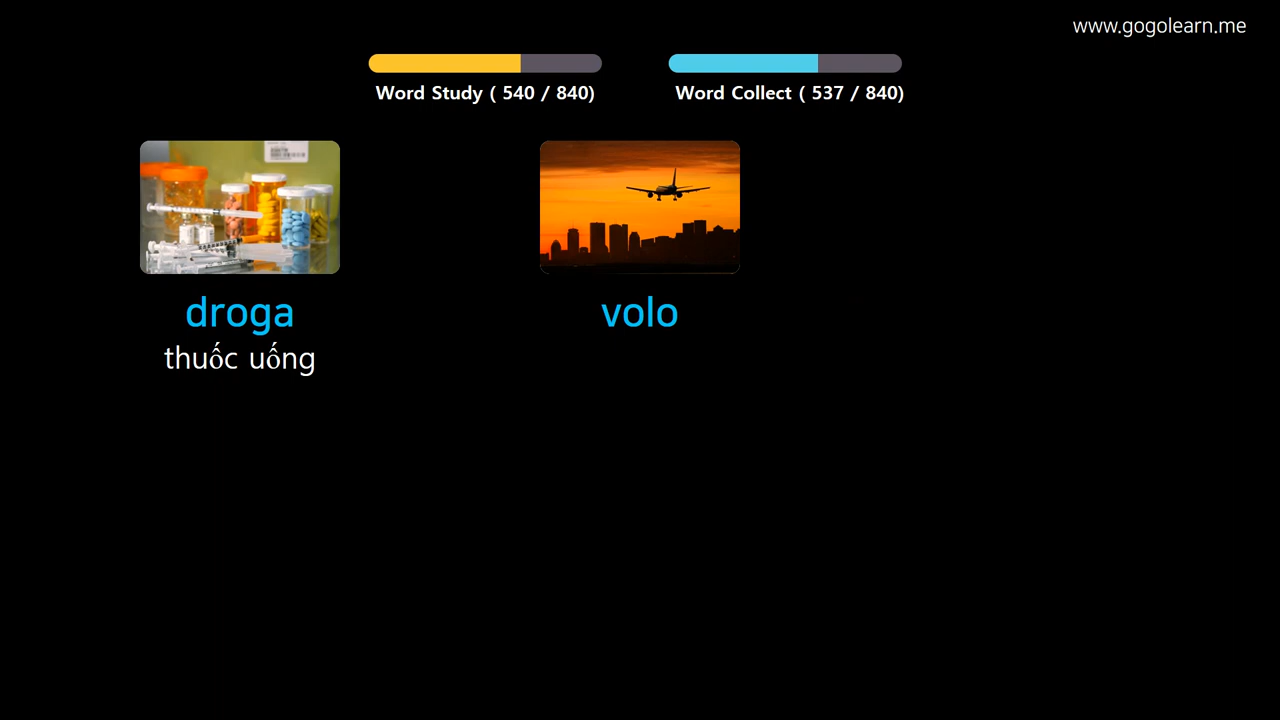 www.gogolearn.me
Word Study ( 540 / 840)
Word Collect ( 537 / 840)
droga
thuốc uống
volo